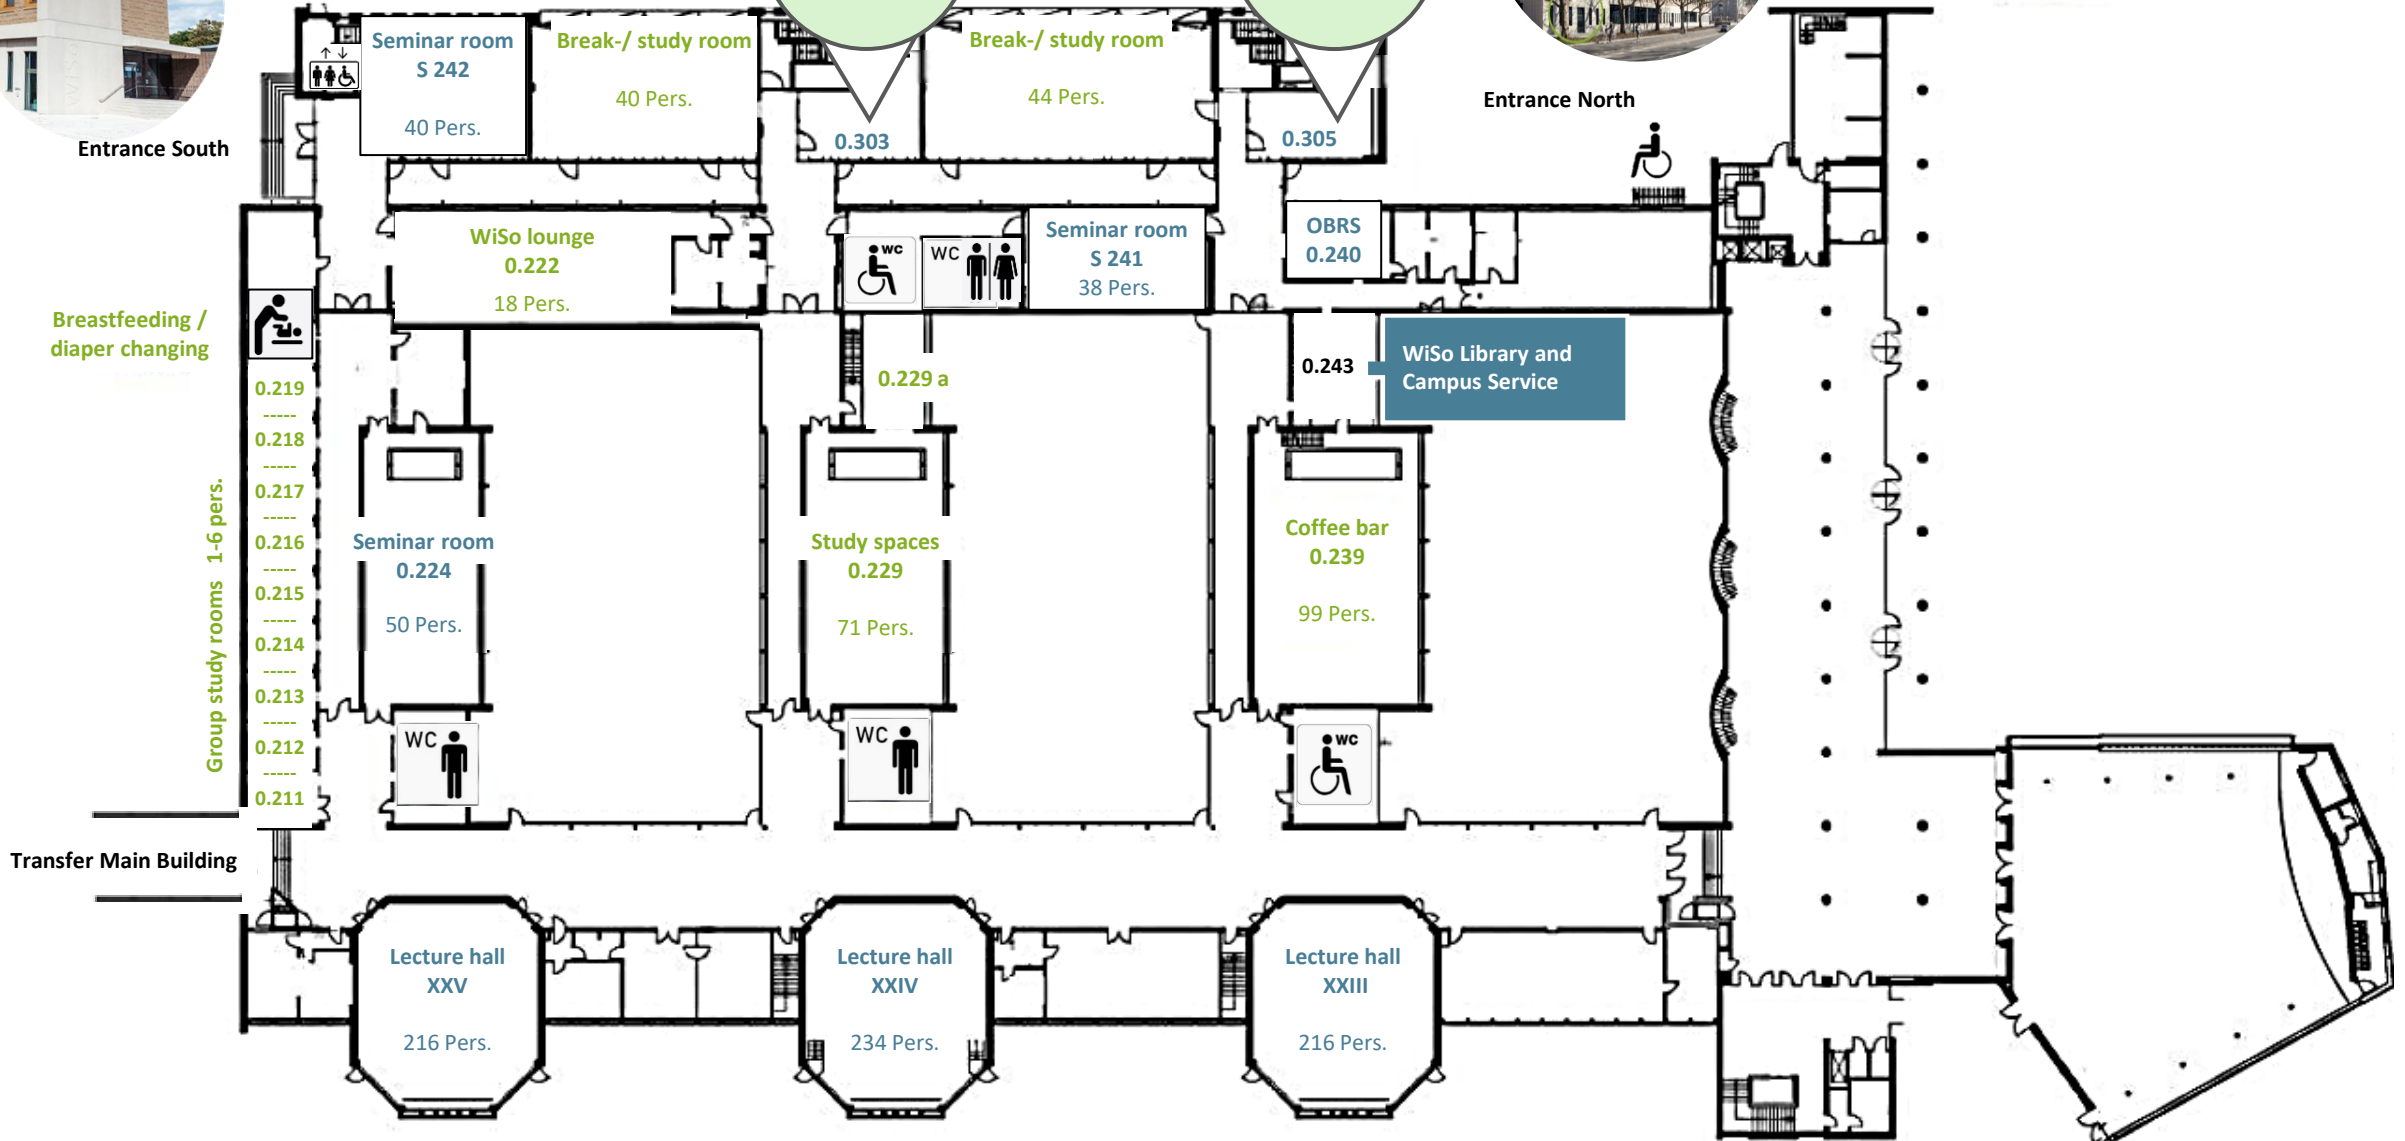 Seminar room
S 242
40 Pers.
Break-/ study room
40 Pers.
Break-/ study room
44 Pers.
0.303
0.305
Entrance North
Entrance South
WiSo lounge
0.222
18 Pers.
WC
WC
Seminar room
S 241
38 Pers.
OBRS
0.240
Breastfeeding /
diaper changing
0.229 a
0.243
WiSo Library and
Campus Service
Group study rooms 1-6 pers.
0.219
-----
0.218
-----
0.217
-----
0.216
-----
0.215
-----
0.214
-----
0.213
-----
0.212
-----
0.211
Seminar room
0.224
50 Pers.
Study spaces
0.229
71 Pers.
Coffee bar
0.239
99 Pers.
WC
WC
WC
Transfer Main Building
Lecture hall
XXV
216 Pers.
Lecture hall
XXIV
234 Pers.
Lecture hall
XXIII
216 Pers.